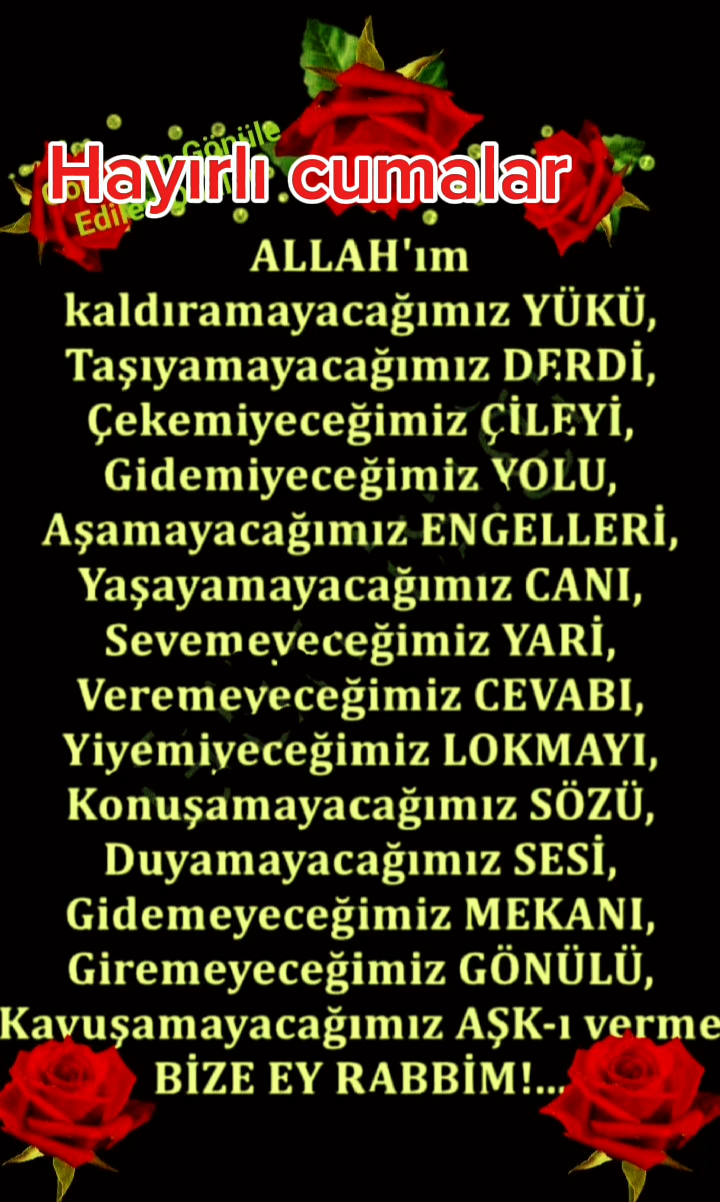 Hayırlı cumalar
Gönüle
Edilen
ALLAH'ım
kaldıramayacağımız YÜKÜ,
Taşıyamayacağımız DERDİ,
Çekemiyeceğimiz ÇİLEYİ,
Gidemiyeceğimiz YOLU,
Aşamayacağımız ENGELLERİ,
Yaşayamayacağımız CANI,
Sevemeyeceğimiz YARİ,
Veremeyeceğimiz CEVABI,
Yiyemiyeceğimiz LOKMAYI,
Konuşamayacağımız SÖZÜ,
Duyamayacağımız SESİ,
Gidemeyeceğimiz MEKANI,
Giremeyeceğimiz GÖNÜLÜ,
Kavuşamayacağımız AŞK-ı verme
BİZE EY RABBİM!...